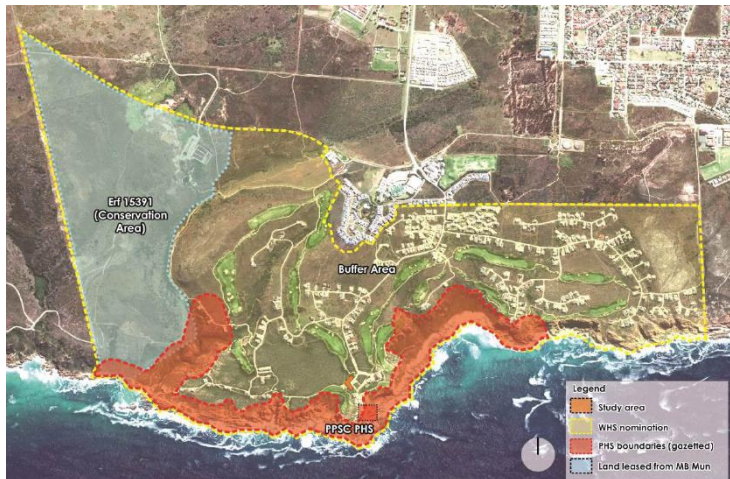 Erf 15391
(Conservation
Area)
Buffer Area
PPSC PHS
Legend
Study area
WHS nomination
PHS boundaries (gazetted)
Land leased from MB Mun